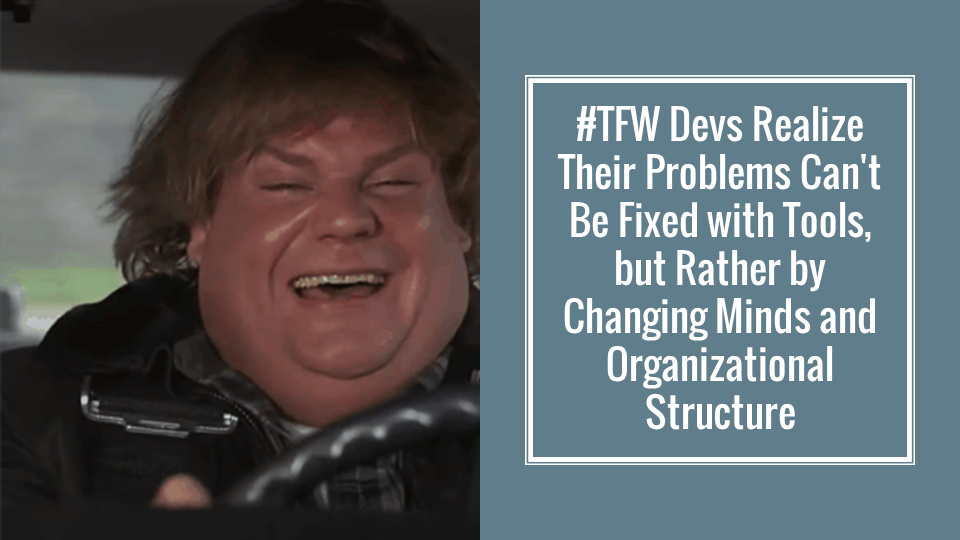 #TFW Devs Realize
Their Problems Can't
Be Fixed with Tools,
but Rather by
Changing Minds and
Organizational
Structure